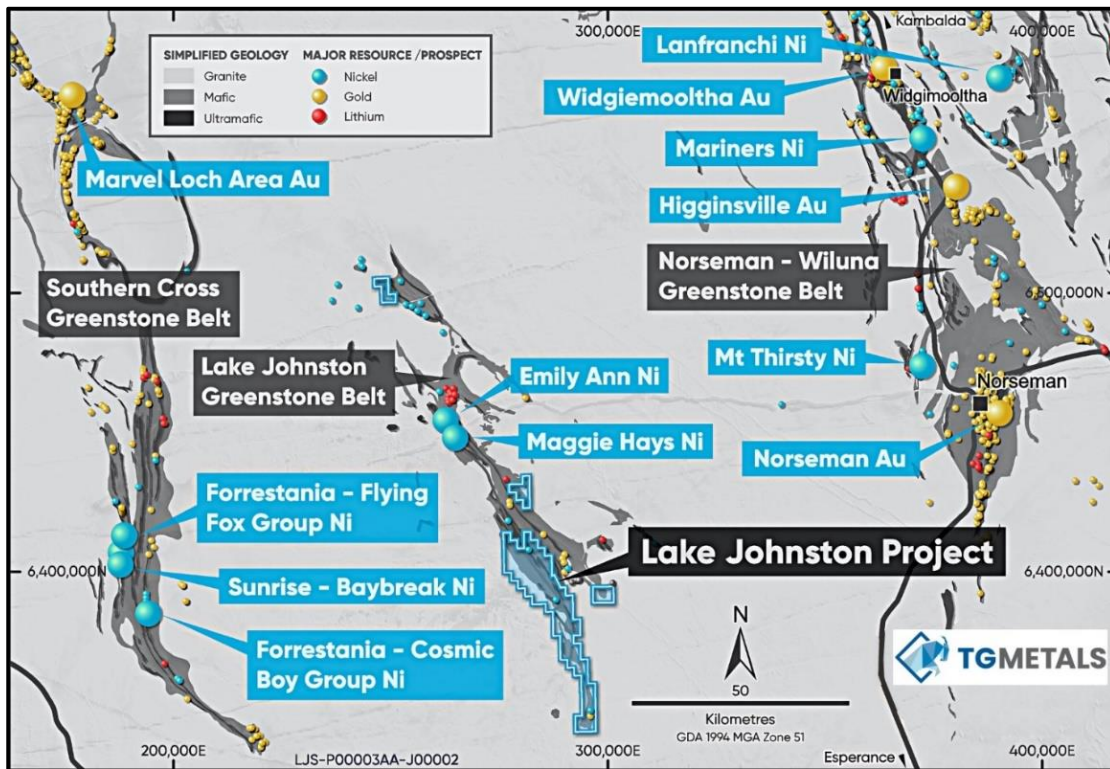 300,000E
Kambalda
400,000E
SIMPLIFIED GEOLOGY
Granite
Mafic
Ultramafic
MAJOR RESOURCE /PROSPECT
Nickel
Gold
Lithium
Lanfranchi Ni
Widgiemooltha Au
Widgimooltha
Mariners Ni
Marvel Loch Area Au
Higginsville Au
Norseman - Wiluna
Greenstone Belt
Southern Cross
Greenstone Belt
6,500,000N
Lake Johnston
Greenstone Belt
Emily Ann Ni
Mt Thirsty Ni
Norseman
Maggie Hays Ni
Norseman Au
Forrestania - Flying
Fox Group Ni
Lake Johnston Project
6,400,000N
Sunrise - Baybreak Ni
6,400,000N
Forrestania - Cosmic
Boy Group Ni
N
50
Kilometres
GDA 1994 MGA Zone 51
TGMETALS
200,000E
LJS-P00003AA-J00002
300,000E
Esperance
400,000E